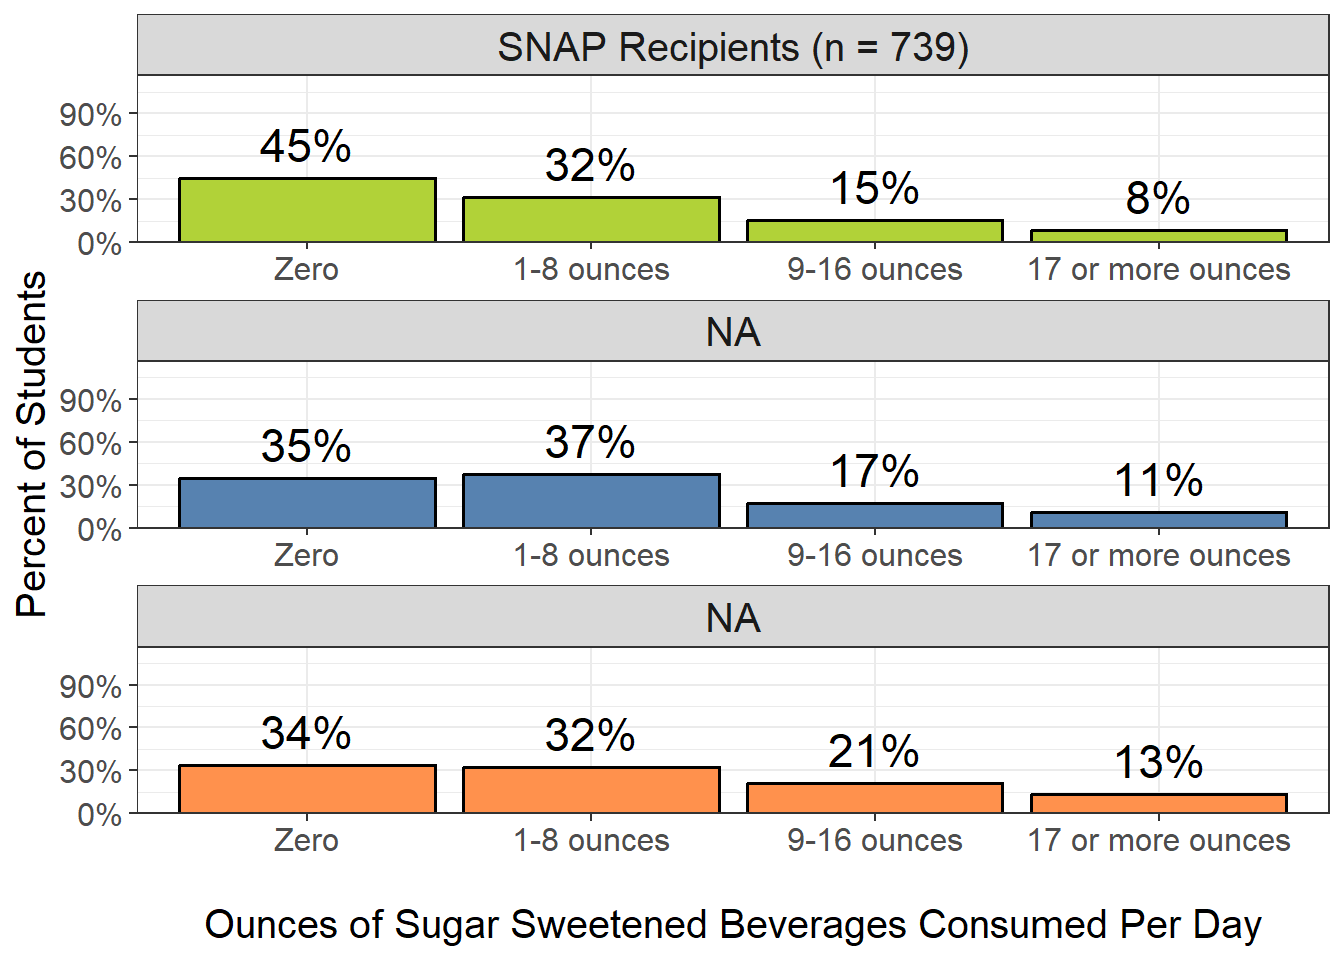 SNAP Recipients (n = 739)
90%
60%
30%
0%
45%
32%
15%
8%
Zero
1-8 ounces
9-16 ounces
17 or more ounces
NA
90%
60%
30%
0%
35%
37%
17%
11%
Zero
1-8 ounces
9-16 ounces
17 or more ounces
NA
90%
60%
30%
0%
34%
32%
21%
13%
Zero
1-8 ounces
9-16 ounces
17 or more ounces
Percent of Students
Ounces of Sugar Sweetened Beverages Consumed Per Day